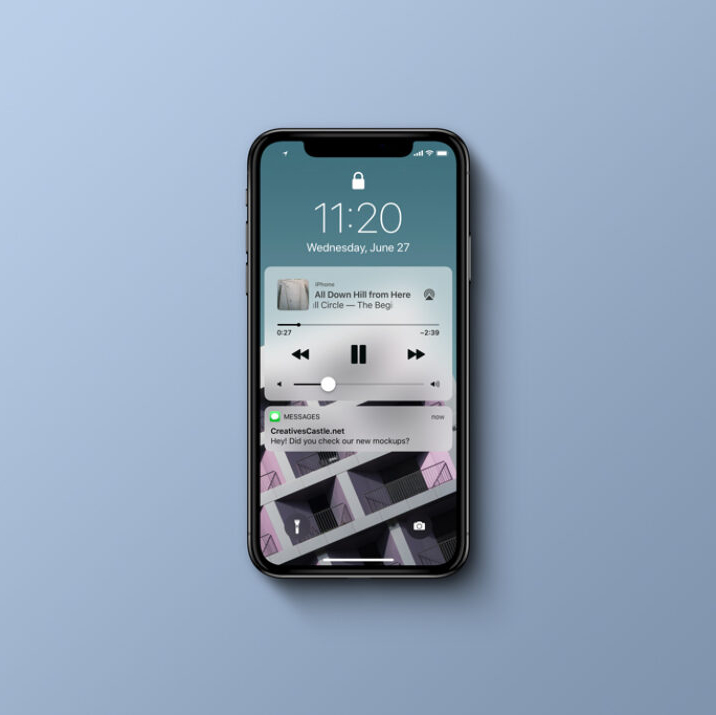 11:20
Wednesday, June 27
iPhone
All Down Hill from Here
ll Circle — The Begi
0:27
-2:39
MESSAGES
now
CreativesCastle.net
Hey! Did you check our new mockups?